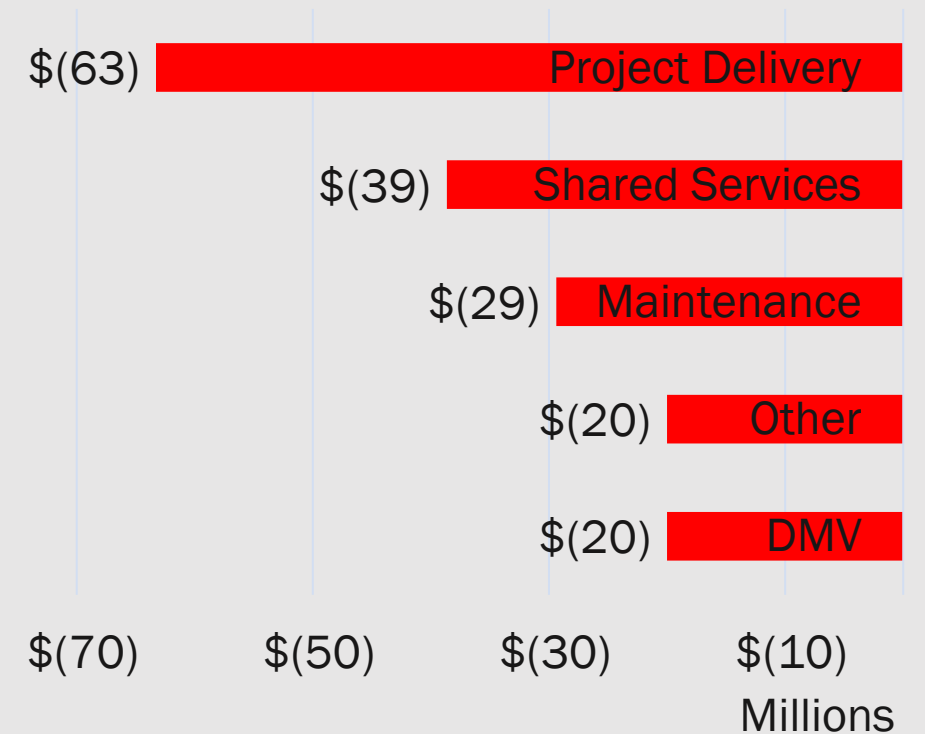 $(63) Project Delivery
$(39) Shared Services
$(29) Maintenance
$(20) Other
$(20) DMV
$(70) $(50) $(30) $(10)
Millions